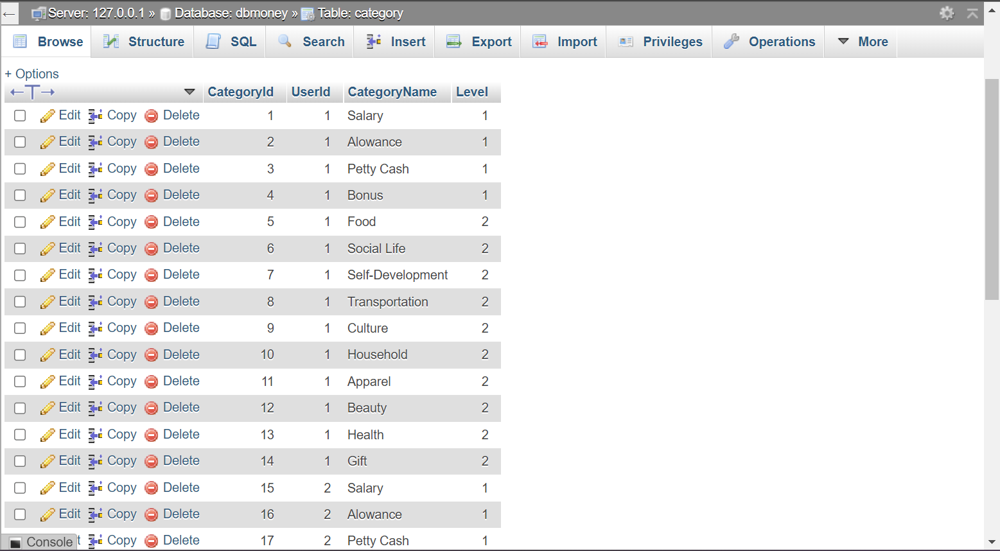 Server: 127.0.0.1 » Database: dbmoney » Table: category
Browse Structure SQL Search Insert Export Import Privileges Operations More
+ Options
←T→ CategoryId UserId CategoryName Level
Edit Copy Delete 1 1 Salary 1
Edit Copy Delete 2 1 Alowance 1
Edit Copy Delete 3 1 Petty Cash 1
Edit Copy Delete 4 1 Bonus 1
Edit Copy Delete 5 1 Food 2
Edit Copy Delete 6 1 Social Life 2
Edit Copy Delete 7 1 Self-Development 2
Edit Copy Delete 8 1 Transportation 2
Edit Copy Delete 9 1 Culture 2
Edit Copy Delete 10 1 Household 2
Edit Copy Delete 11 1 Apparel 2
Edit Copy Delete 12 1 Beauty 2
Edit Copy Delete 13 1 Health 2
Edit Copy Delete 14 1 Gift 2
Edit Copy Delete 15 2 Salary 1
Edit Copy Delete 16 2 Alowance 1
Console t Copy Delete 17 2 Petty Cash 1